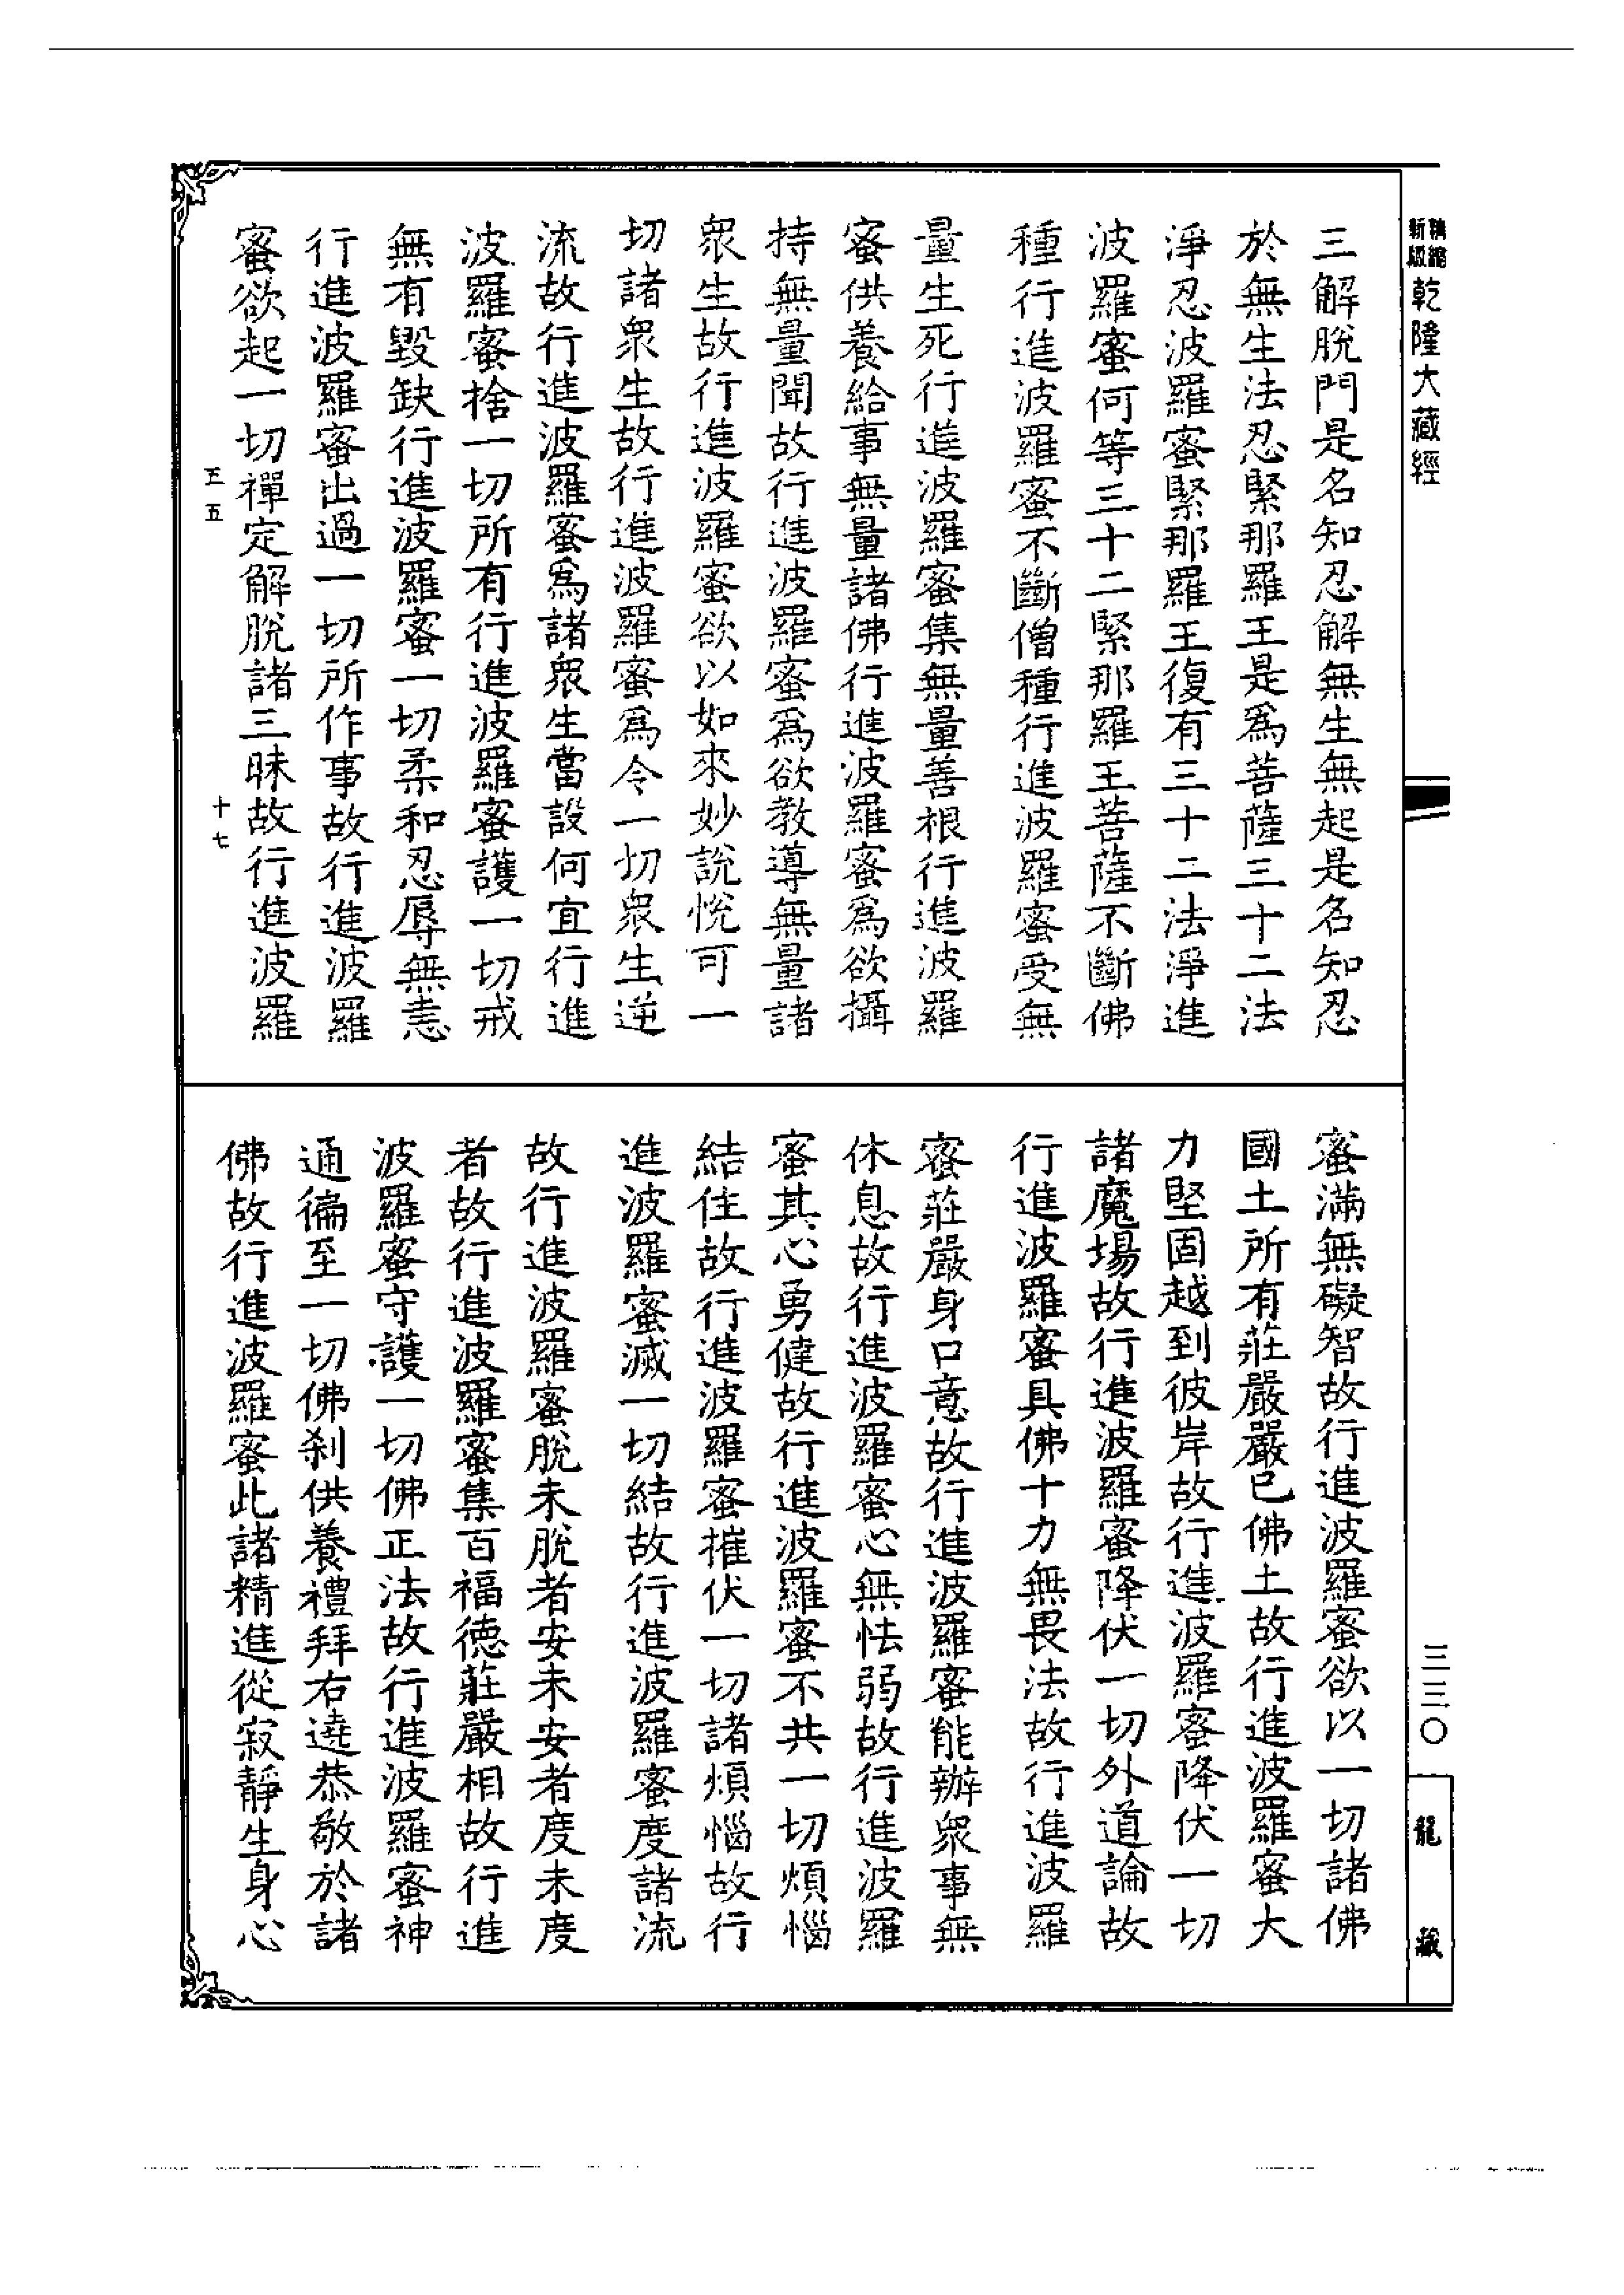 精縮新版乾隆大藏經
三解脫門是名知忍解無生無起是名知忍
於無生法忍緊那羅王是爲菩薩三十二法
淨忍波羅蜜緊那羅王復有三十二法淨進
波羅蜜何等三十二緊那羅王菩薩不斷佛
種行進波羅蜜不斷僧種行進波羅蜜受無
量生死行進波羅蜜集無量善根行進波羅
蜜供養給事無量諸佛行進波羅蜜爲欲攝
持無量聞故行進波羅蜜爲欲教導無量諸
衆生故行進波羅蜜欲以如來妙說悅可一
切諸衆生故行進波羅蜜爲令一切衆生逆
流故行進波羅蜜爲諸衆生當設何宜行進
波羅蜜捨一切所有行進波羅蜜護一切戒
無有毀缺行進波羅蜜一切柔和忍辱無恚
行進波羅蜜出過一切所作事故行進波羅
蜜欲起一切禪定解脫諸三昧故行進波羅
五五
十七
蜜滿無礙智故行進波羅蜜欲以一切諸佛
國土所有莊嚴嚴已佛土故行進波羅蜜大
力堅固越到彼岸故行進波羅蜜降伏一切
諸魔場故行進波羅蜜降伏一切外道論故
行進波羅蜜具佛十力無畏法故行進波羅
蜜莊嚴身口意故行進波羅蜜能辦衆事無
休息故行進波羅蜜心無怯弱故行進波羅
蜜其心勇健故行進波羅蜜不共一切煩惱
結住故行進波羅蜜摧伏一切諸煩惱故行
進波羅蜜滅一切結故行進波羅蜜度諸流
故行進波羅蜜脫未脫者安未安者度未度
者故行進波羅蜜集百福德莊嚴相故行進
波羅蜜守護一切佛正法故行進波羅蜜神
通徧至一切佛刹供養禮拜右遶恭敬於諸
佛故行進波羅蜜此諸精進從寂靜生身心
三三〇
龍藏